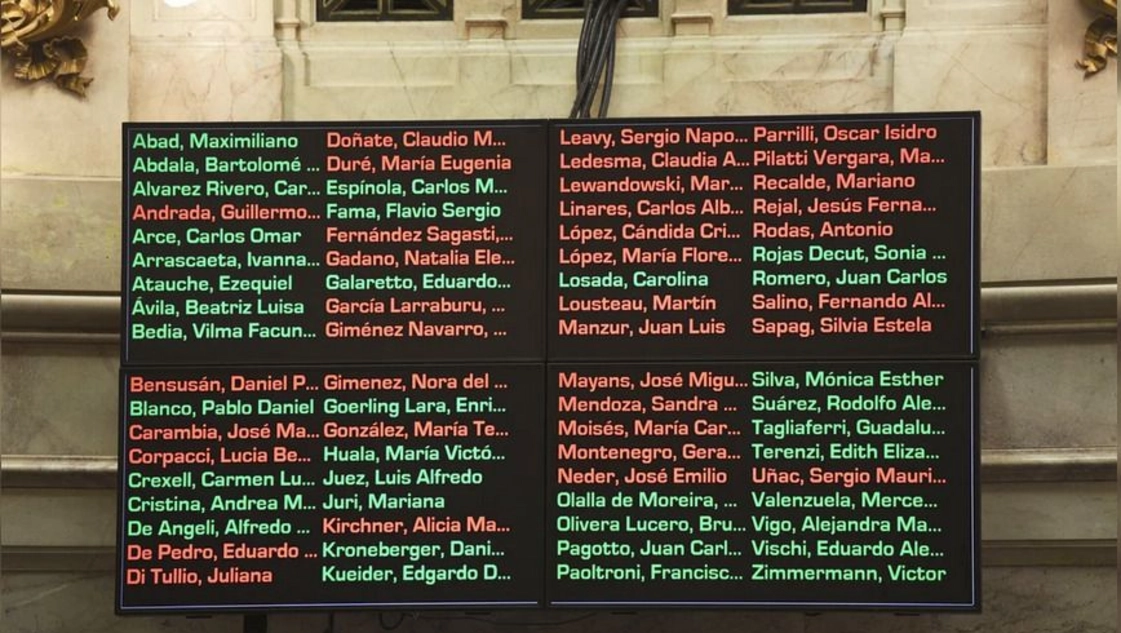 Abad, Maximiliano
Abdala, Bartolomé ...
Alvarez Rivero, Car...
Andrada, Guillermo...
Arce, Carlos Omar
Arrascaeta, Ivanna...
Atauche, Ezequiel
Ávila, Beatriz Luisa
Bedia, Vilma Facun...
Bensusán, Daniel P...
Blanco, Pablo Daniel
Carambia, José Ma...
Corpacci, Lucia Be...
Crexell, Carmen Lu...
Cristina, Andrea M...
De Angeli, Alfredo ...
De Pedro, Eduardo ...
Di Tullio, Juliana
Doñate, Claudio M...
Duré, María Eugenia
Espínola, Carlos M...
Fama, Flavio Sergio
Fernández Sagasti,...
Gadano, Natalia Ele...
Galaretto, Eduardo...
García Larraburu, ...
Giménez Navarro, ...
Gimenez, Nora del ...
Goerling Lara, Enri...
González, María Te...
Huala, María Victó...
Juez, Luis Alfredo
Juri, Mariana
Kirchner, Alicia Ma...
Kroneberger, Dani...
Kueider, Edgardo D...
Leavy, Sergio Napo...
Ledesma, Claudia A...
Lewandowski, Mar...
Linares, Carlos Alb...
López, Cándida Cri...
López, María Flore...
Losada, Carolina
Lousteau, Martín
Manzur, Juan Luis
Mayans, José Migu...
Mendoza, Sandra ...
Moisés, María Car...
Montenegro, Gera...
Neder, José Emilio
Olalla de Moreira, ...
Olivera Lucero, Bru...
Pagotto, Juan Carl...
Paoltroni, Francisc...
Parrilli, Oscar Isidro
Pilatti Vergara, Ma...
Recalde, Mariano
Rejal, Jesús Ferna...
Rodas, Antonio
Rojas Decut, Sonia ...
Romero, Juan Carlos
Salino, Fernando Al...
Sapag, Silvia Estela
Silva, Mónica Esther
Suárez, Rodolfo Ale...
Tagliaferri, Guadalu...
Terenzi, Edith Eliza...
Uñac, Sergio Mauri...
Valenzuela, Merce...
Vigo, Alejandra Ma...
Vischi, Eduardo Ale...
Zimmermann, Victor